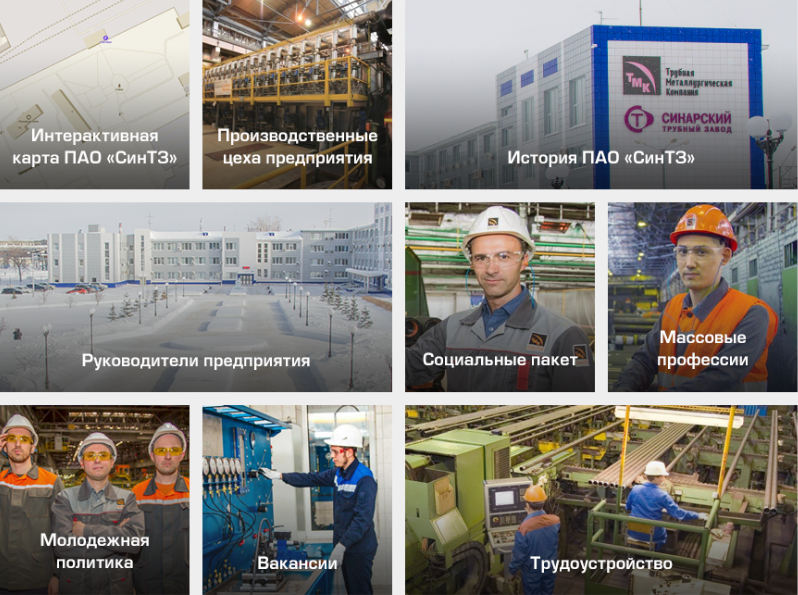 Интерактивная
карта ПАО «СинТЗ»
Производственные
цеха предприятия
ТМК
Трубная
Металлургическая
Компания
СИНАРСКИЙ
ТРУБНЫЙ ЗАВОД
История ПАО «СинТЗ»
Руководители предприятия
Социальные пакет
Массовые
профессии
Молодежная
политика
Вакансии
Трудоустройство